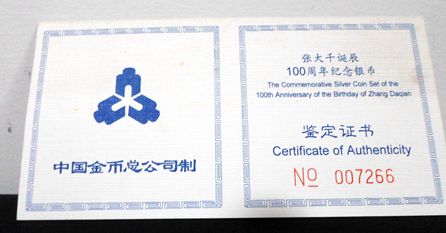 中国金币总公司制
张大千诞辰
100周年纪念银币
The Commemorative Silver Coin Set of the
100th Anniversary of the Birthday of Zhang Daqian
鉴定证书
Certificate of Authenticity
No 007266